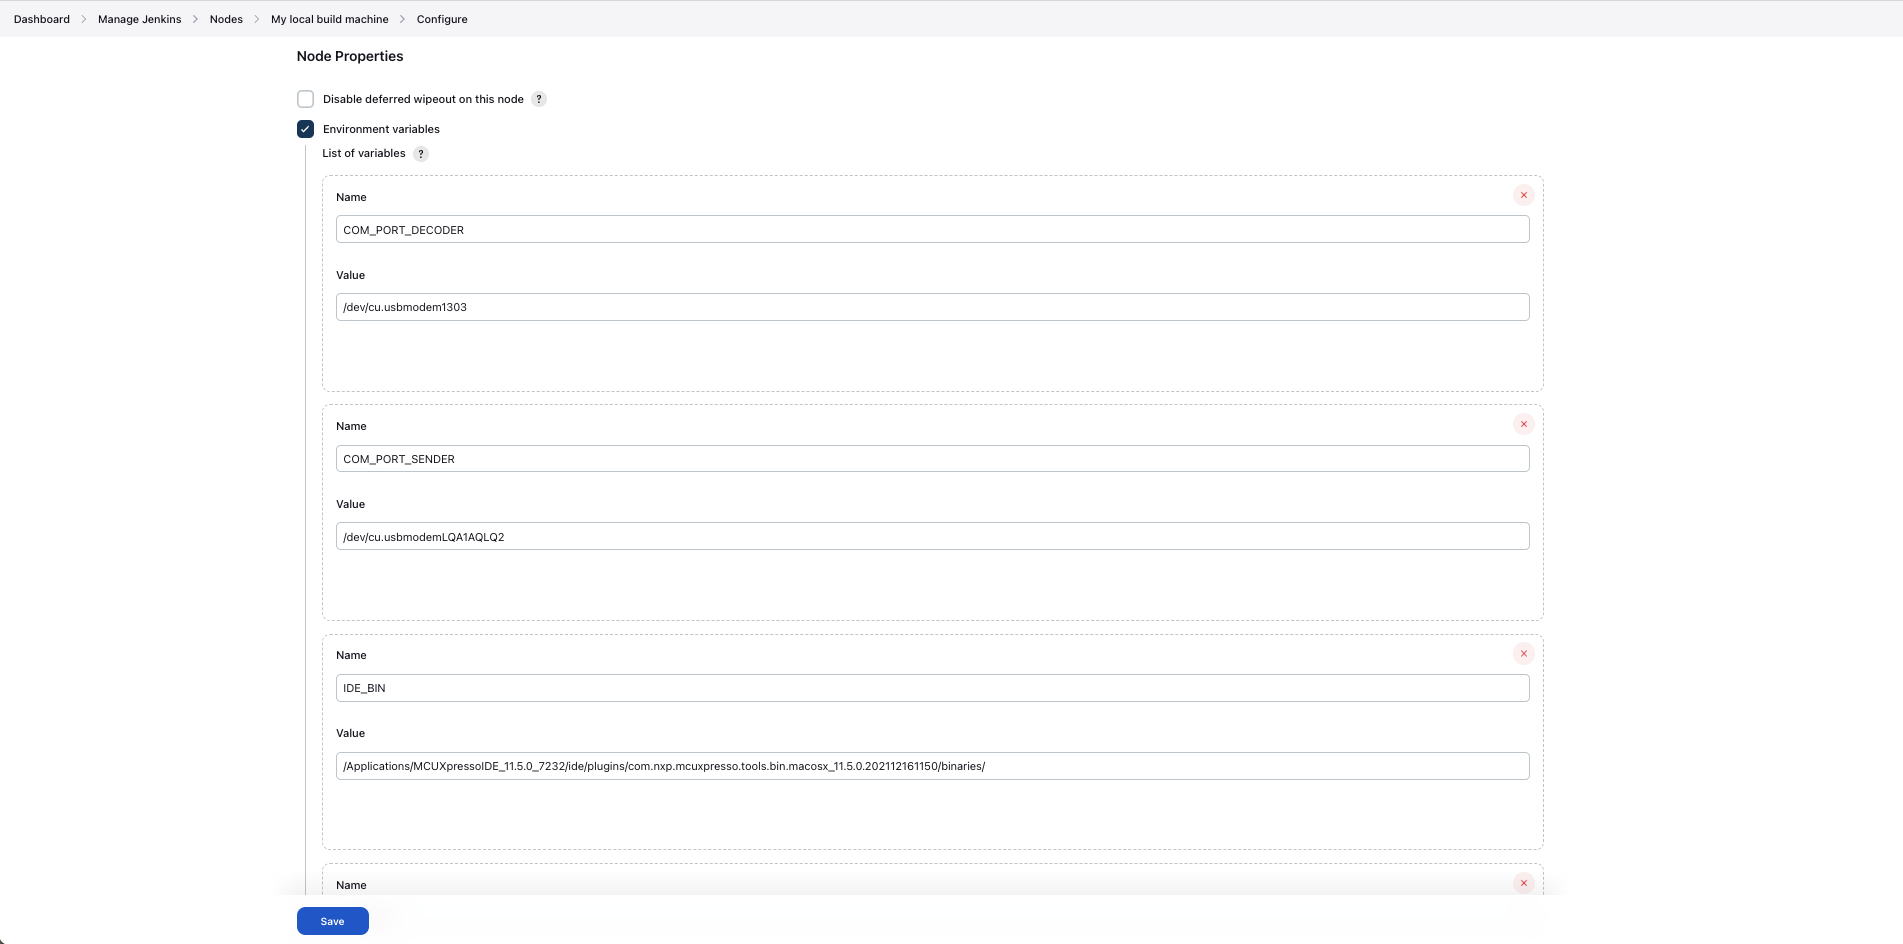 Dashboard > Manage Jenkins > Nodes > My local build machine > Configure
Node Properties
Disable deferred wipeout on this node ?
Environment variables
List of variables ?
Name
COM_PORT_DECODER
Value
/dev/cu.usbmodem1303
Name
COM_PORT_SENDER
Value
/dev/cu.usbmodemLQA1AQLQ2
Name
IDE_BIN
Value
/Applications/MCUXpressoIDE_11.5.0_7232/ide/plugins/com.nxp.mcuxpresso.tools.bin.macosx_11.5.0.202112161150/binaries/
Name
Save